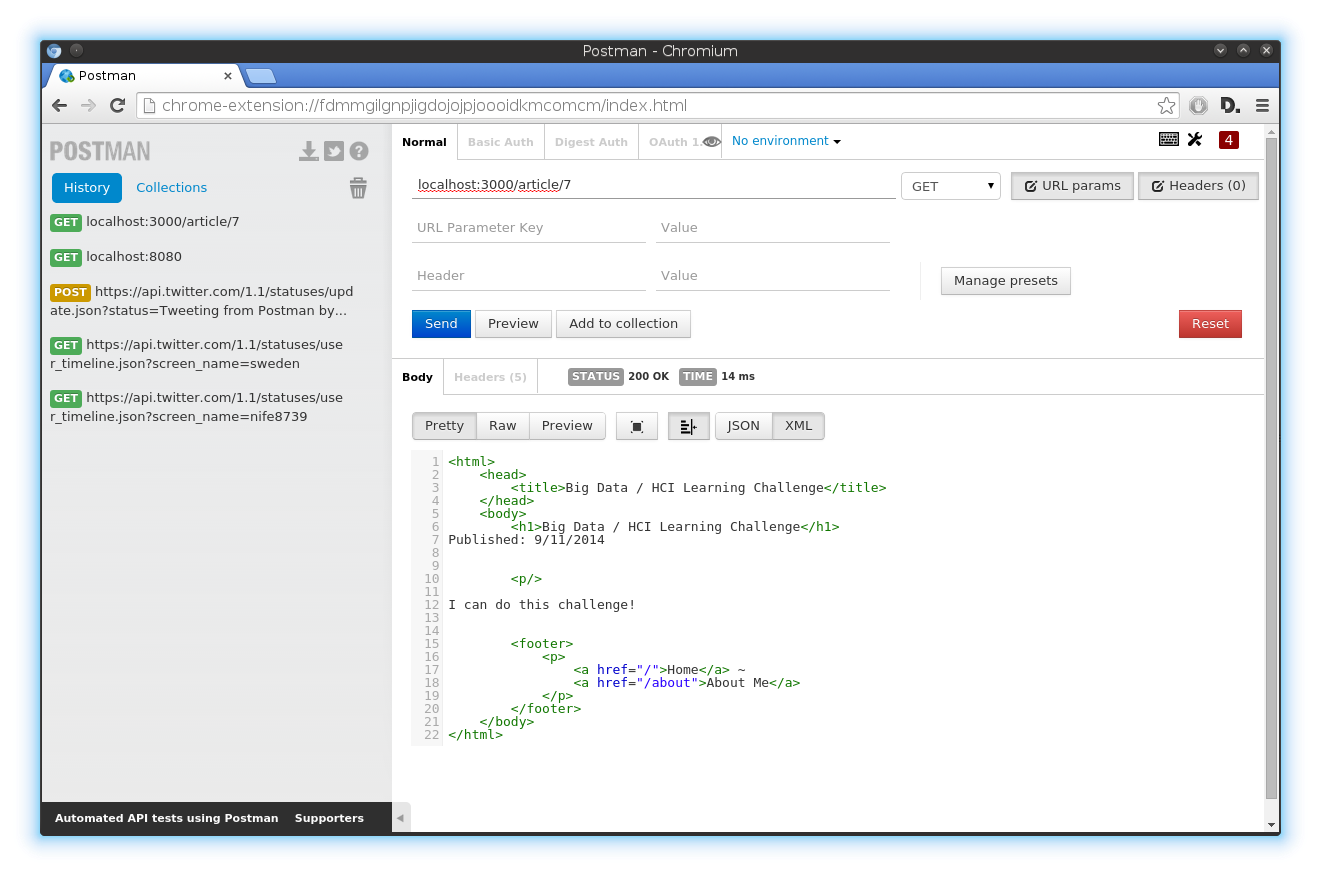 Postman - Chromium
Postman
chrome-extension://fdmmgilgnpjigdojojpjoooidkmcomcm/index.html
POSTMAN
History Collections
GET localhost:3000/article/7
GET localhost:8080
POST https://api.twitter.com/1.1/statuses/upd
ate.json?status=Tweeting from Postman by...
GET https://api.twitter.com/1.1/statuses/use
r_timeline.json?screen_name=sweden
GET https://api.twitter.com/1.1/statuses/use
r_timeline.json?screen_name=nife8739
Automated API tests using Postman Supporters
Normal Basic Auth Digest Auth OAuth 1. No environment 4
localhost:3000/article/7 GET URL params Headers (0)
URL Parameter Key Value
Header Value Manage presets
Send Preview Add to collection Reset
Body Headers (5) STATUS 200 OK TIME 14 ms
Pretty Raw Preview JSON XML
1 <html>
2     <head>
3         <title>Big Data / HCI Learning Challenge</title>
4     </head>
5     <body>
6         <h1>Big Data / HCI Learning Challenge</h1>
7 Published: 9/11/2014
8
9
10         <p/>
11
12 I can do this challenge!
13
14
15         <footer>
16             <p>
17                 <a href="/">Home</a> ~
18                 <a href="/about">About Me</a>
19             </p>
20         </footer>
21     </body>
22 </html>